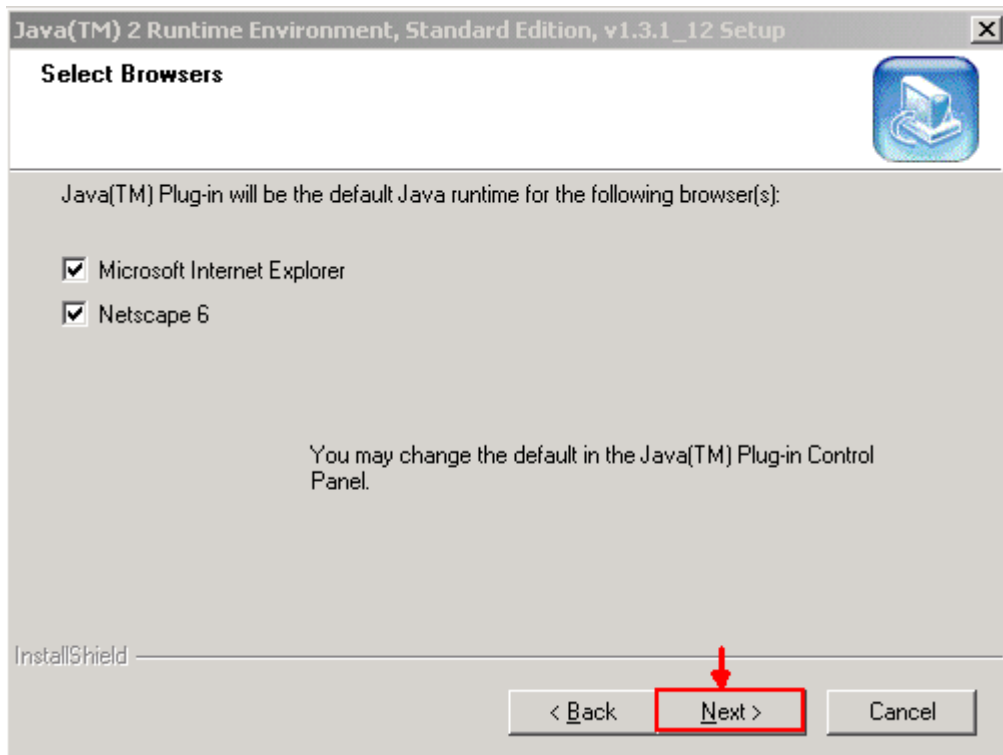 Java(TM) 2 Runtime Environment, Standard Edition, v1.3.1_12 Setup
Select Browsers
Java(TM) Plug-in will be the default Java runtime for the following browser(s):
Microsoft Internet Explorer
Netscape 6
You may change the default in the Java(TM) Plug-in Control
Panel.
InstallShield
< Back Next > Cancel